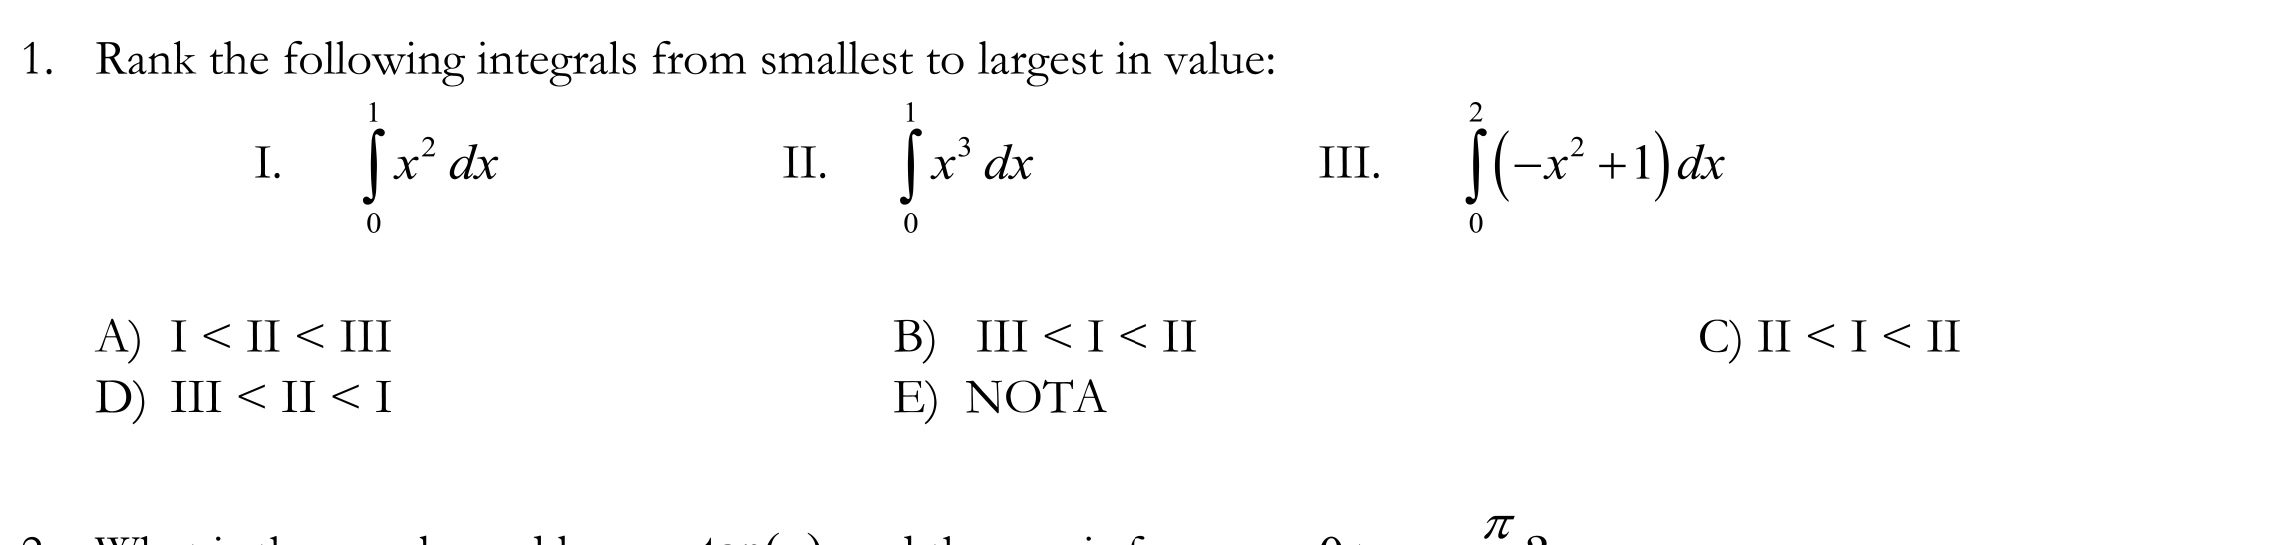 1. Rank the following integrals from smallest to largest in value:
I. ∫₀¹ x² dx II. ∫₀¹ x³ dx III. ∫₀² (−x² + 1) dx
A) I < II < III B) III < I < II C) II < I < II
D) III < II < I E) NOTA
π